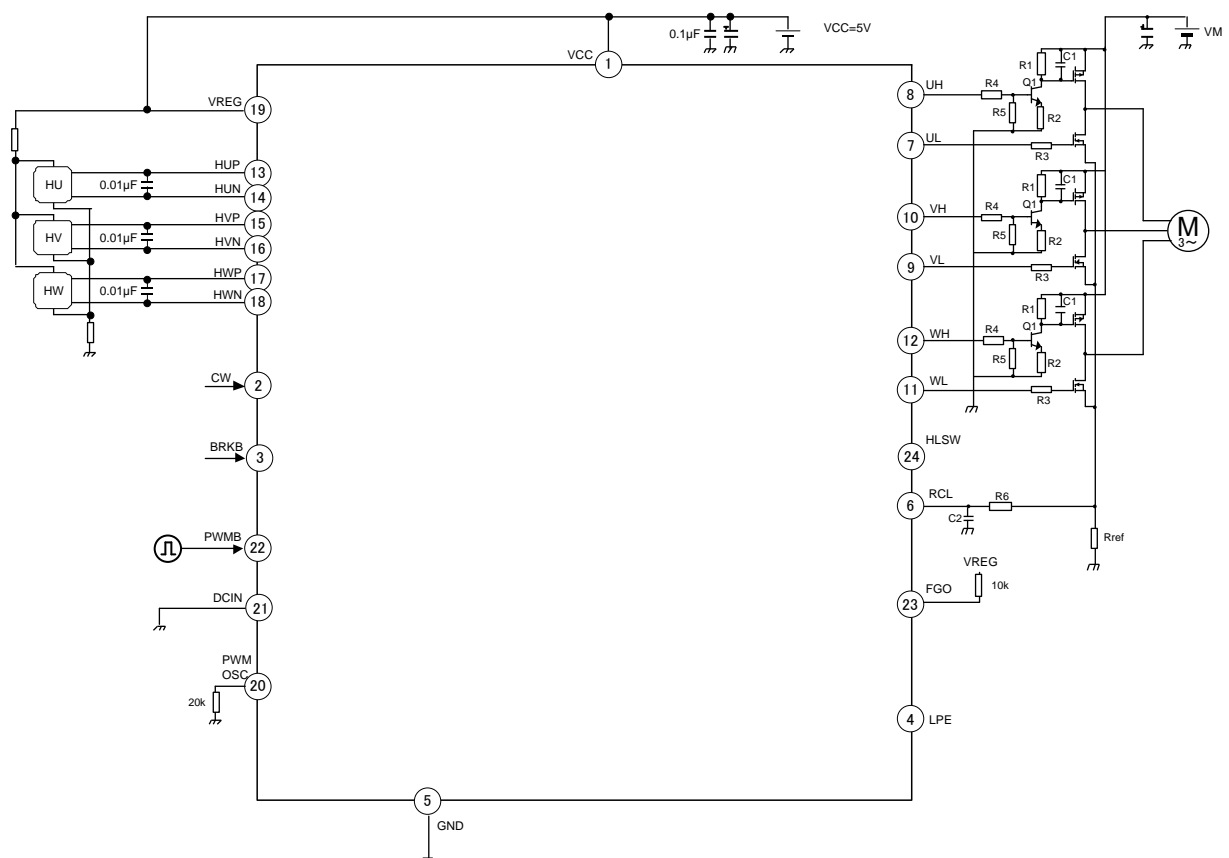 0.1μF
VCC=5V
VM
VCC
1
VREG
19
HU
0.01μF
HUP
13
HUN
14
HV
0.01μF
HVP
15
HVN
16
HW
0.01μF
HWP
17
HWN
18
CW
2
BRKB
3
PWMB
22
DCIN
21
PWM
OSC
20
20k
5
GND
8
UH
R4
R5
R1
C1
Q1
R2
7
UL
R3
10
VH
R4
R5
R1
C1
Q1
R2
9
VL
R3
12
WH
R4
R5
R1
C1
Q1
R2
11
WL
R3
M
3~
HLSW
24
6
RCL
R6
C2
Rref
VREG
10k
23
FGO
4
LPE